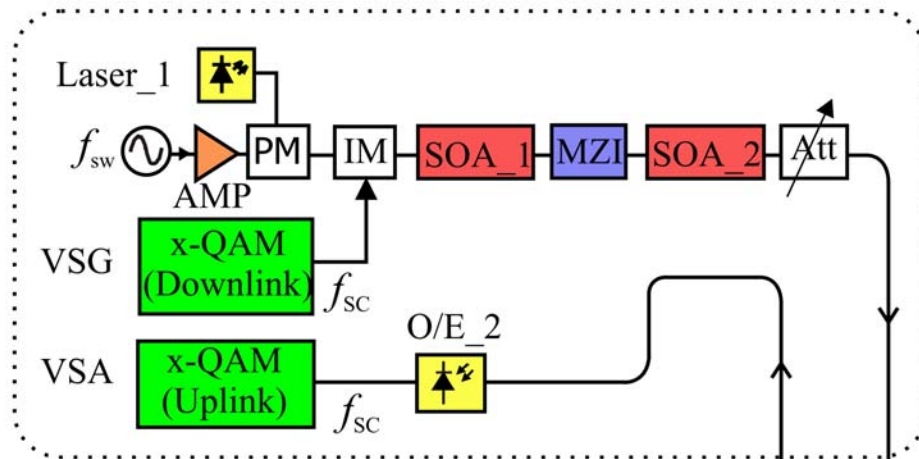 Laser_1
f_sw
AMP
PM
IM
SOA_1
MZI
SOA_2
Att
VSG
x-QAM
(Downlink)
f_SC
O/E_2
VSA
x-QAM
(Uplink)
f_SC